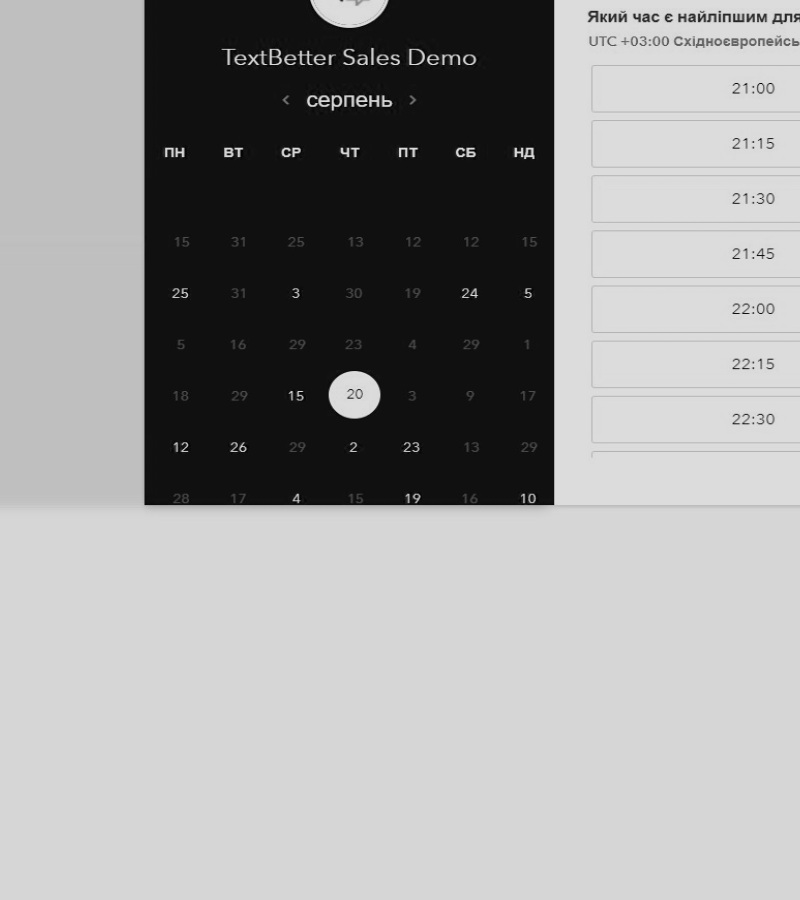 TextBetter Sales Demo
< серпень >
ПН ВТ СР ЧТ ПТ СБ НД
15 31 25 13 12 12 15
25 31 3 30 19 24 5
5 16 29 23 4 29 1
18 29 15 20 3 9 17
12 26 29 2 23 13 29
28 17 4 15 19 16 10
Який час є найліпшим для
UTC +03:00 Східноєвропейсь
21:00
21:15
21:30
21:45
22:00
22:15
22:30